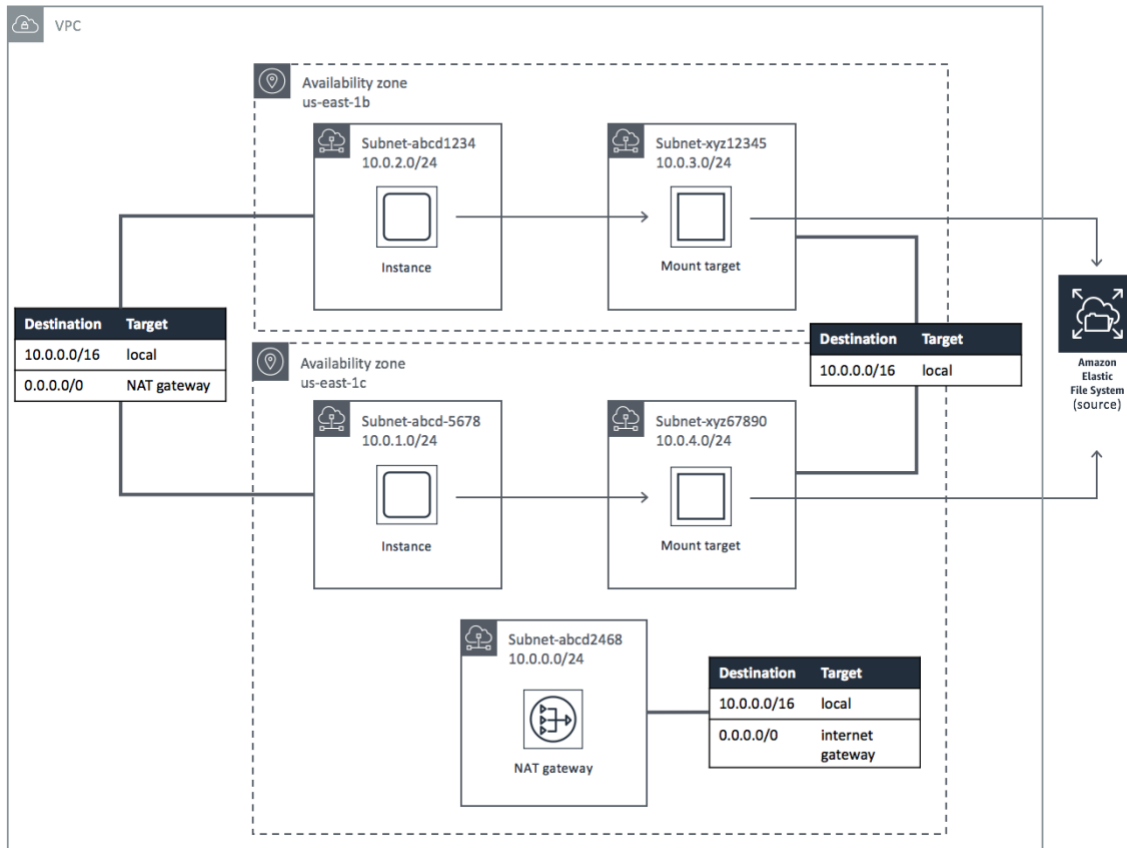 VPC
Availability zone
us-east-1b
Subnet-abcd1234
10.0.2.0/24
Instance
Subnet-xyz12345
10.0.3.0/24
Mount target
Destination Target
10.0.0.0/16 local
0.0.0.0/0 NAT gateway
Destination Target
10.0.0.0/16 local
Amazon
Elastic
File System
(source)
Availability zone
us-east-1c
Subnet-abcd-5678
10.0.1.0/24
Instance
Subnet-xyz67890
10.0.4.0/24
Mount target
Subnet-abcd2468
10.0.0.0/24
NAT gateway
Destination Target
10.0.0.0/16 local
0.0.0.0/0 internet
gateway